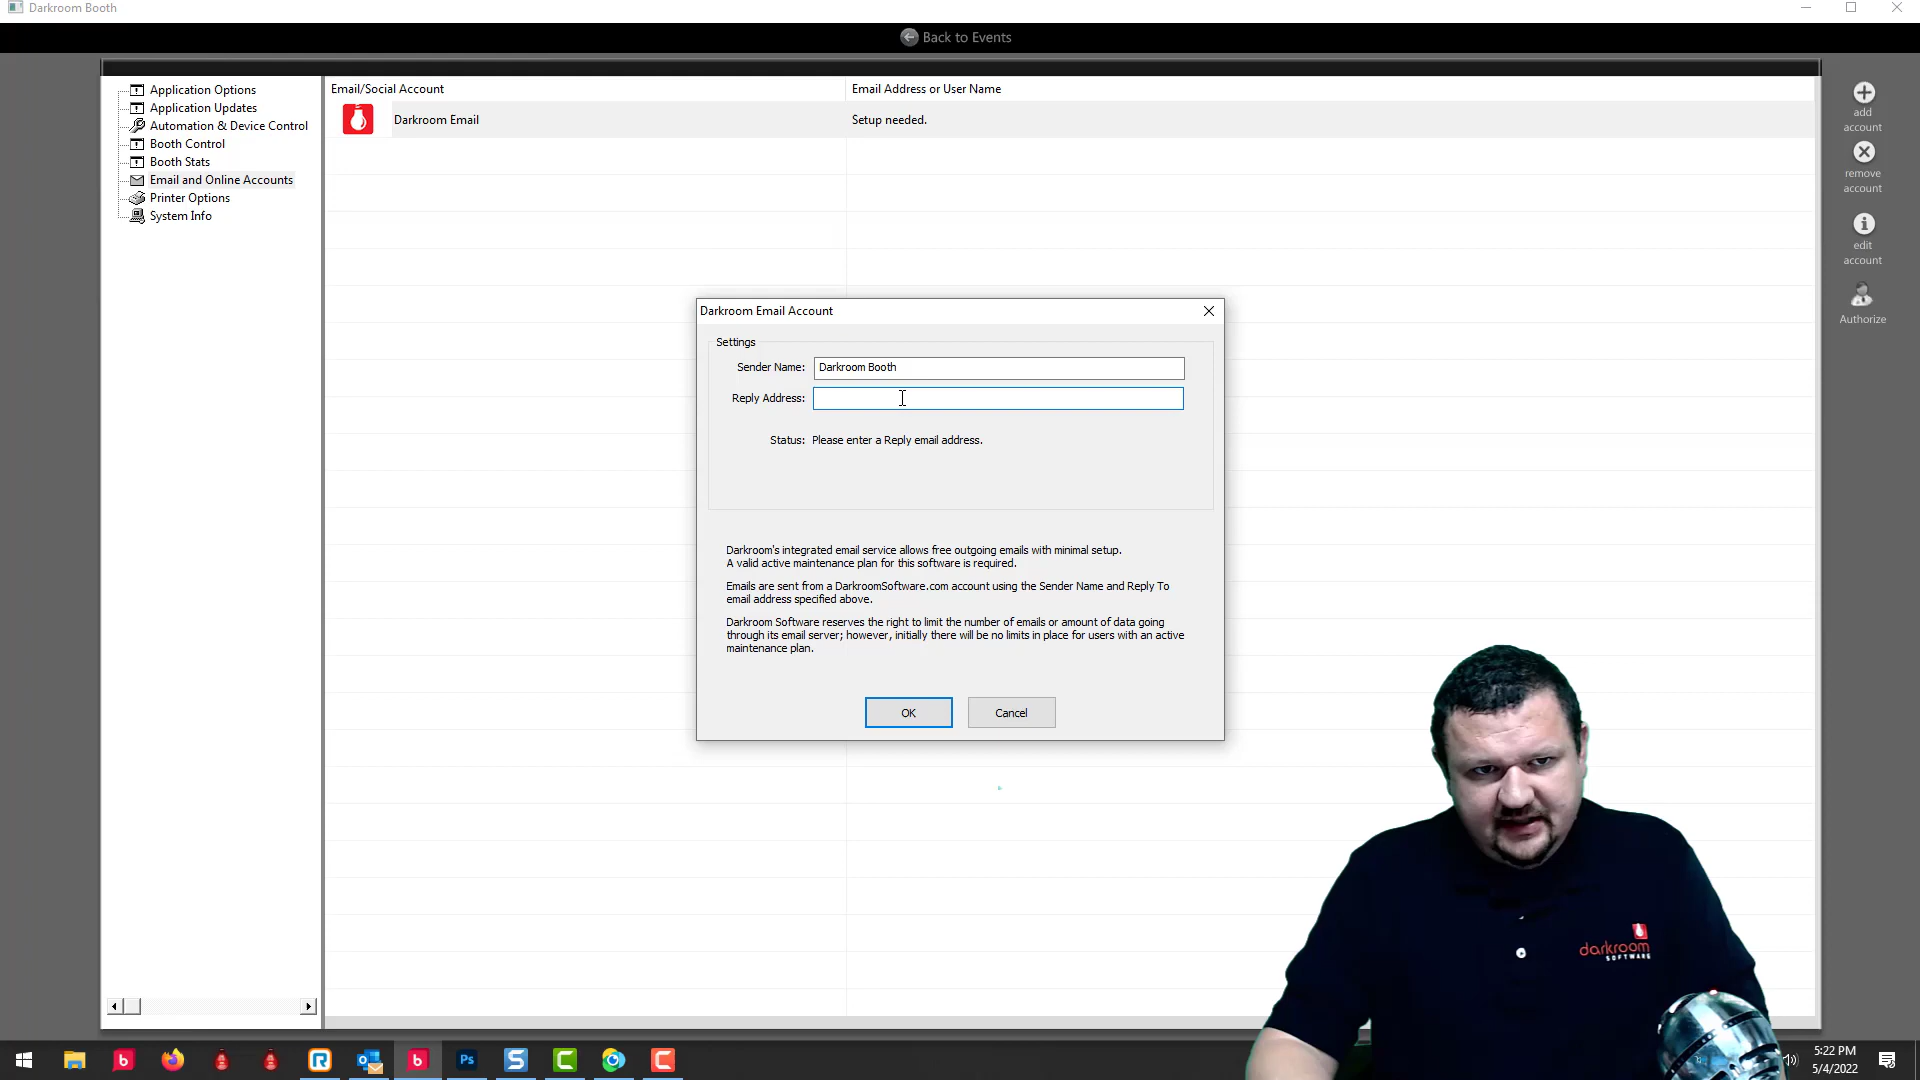 Darkroom Booth
Back to Events
Application Options
Application Updates
Automation & Device Control
Booth Control
Booth Stats
Email and Online Accounts
Printer Options
System Info
Email/Social Account
Email Address or User Name
Darkroom Email
Setup needed.
add
account
remove
account
edit
account
Authorize
Darkroom Email Account
Settings
Sender Name:
Darkroom Booth
Reply Address:
Status:
Please enter a Reply email address.
Darkroom's integrated email service allows free outgoing emails with minimal setup.
A valid active maintenance plan for this software is required.
Emails are sent from a DarkroomSoftware.com account using the Sender Name and Reply To
email address specified above.
Darkroom Software reserves the right to limit the number of emails or amount of data going
through its email server; however, initially there will be no limits in place for users with an active
maintenance plan.
OK
Cancel
darkroom
SOFTWARE
b
R
o
b
Ps
S
C
C
5:22 PM
5/4/2022